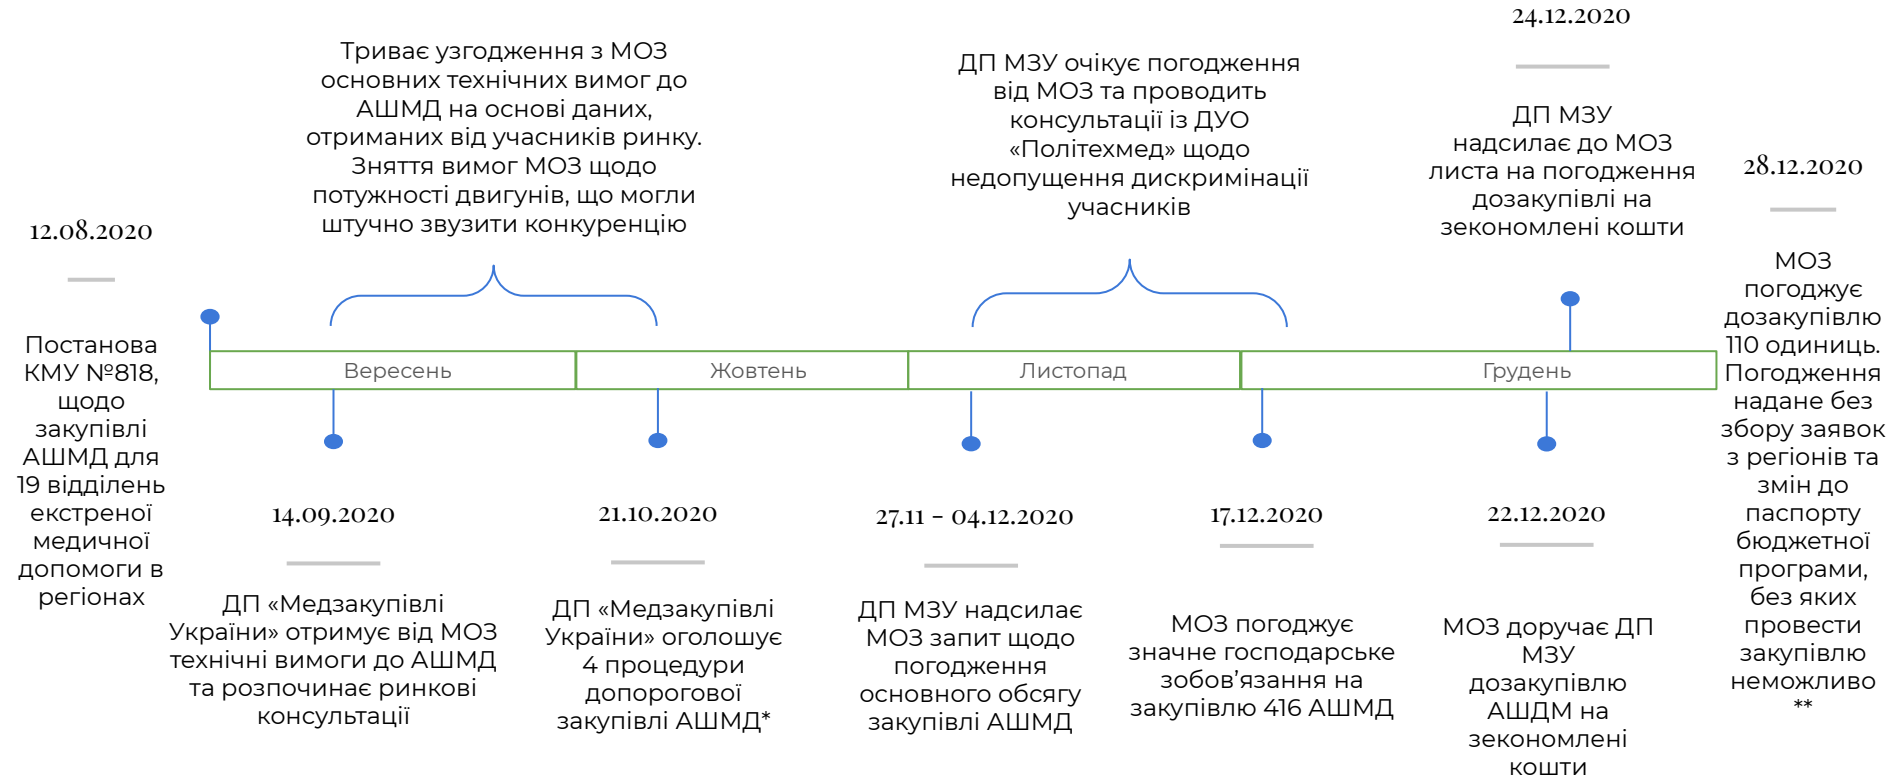 12.08.2020
Постанова
КМУ №818,
щодо
закупівлі
АШМД для
19 відділень
екстреної
медичної
допомоги в
регіонах
Триває узгодження з МОЗ
основних технічних вимог до
АШМД на основі даних,
отриманих від учасників ринку.
Зняття вимог МОЗ щодо
потужності двигунів, що могли
штучно звузити конкуренцію
ДП МЗУ очікує погодження
від МОЗ та проводить
консультації із ДУО
«Політехмед» щодо
недопущення дискримінації
учасників
24.12.2020
ДП МЗУ
надсилає до МОЗ
листа на погодження
дозакупівлі на
зекономлені кошти
28.12.2020
МОЗ
погоджує
дозакупівлю
110 одиниць.
Погодження
надане без
збору заявок
з регіонів та
змін до
паспорту
бюджетної
програми,
без яких
провести
закупівлю
неможливо
**
Вересень
Жовтень
Листопад
Грудень
14.09.2020
ДП «Медзакупівлі
України» отримує від МОЗ
технічні вимоги до АШМД
та розпочинає ринкові
консультації
21.10.2020
ДП «Медзакупівлі
України» оголошує
4 процедури
допорогової
закупівлі АШМД*
27.11 - 04.12.2020
ДП МЗУ надсилає
МОЗ запит щодо
погодження
основного обсягу
закупівлі АШМД
17.12.2020
МОЗ погоджує
значне господарське
зобов’язання на
закупівлю 416 АШМД
22.12.2020
МОЗ доручає ДП
МЗУ
дозакупівлю
АШДМ на
зекономлені
кошти